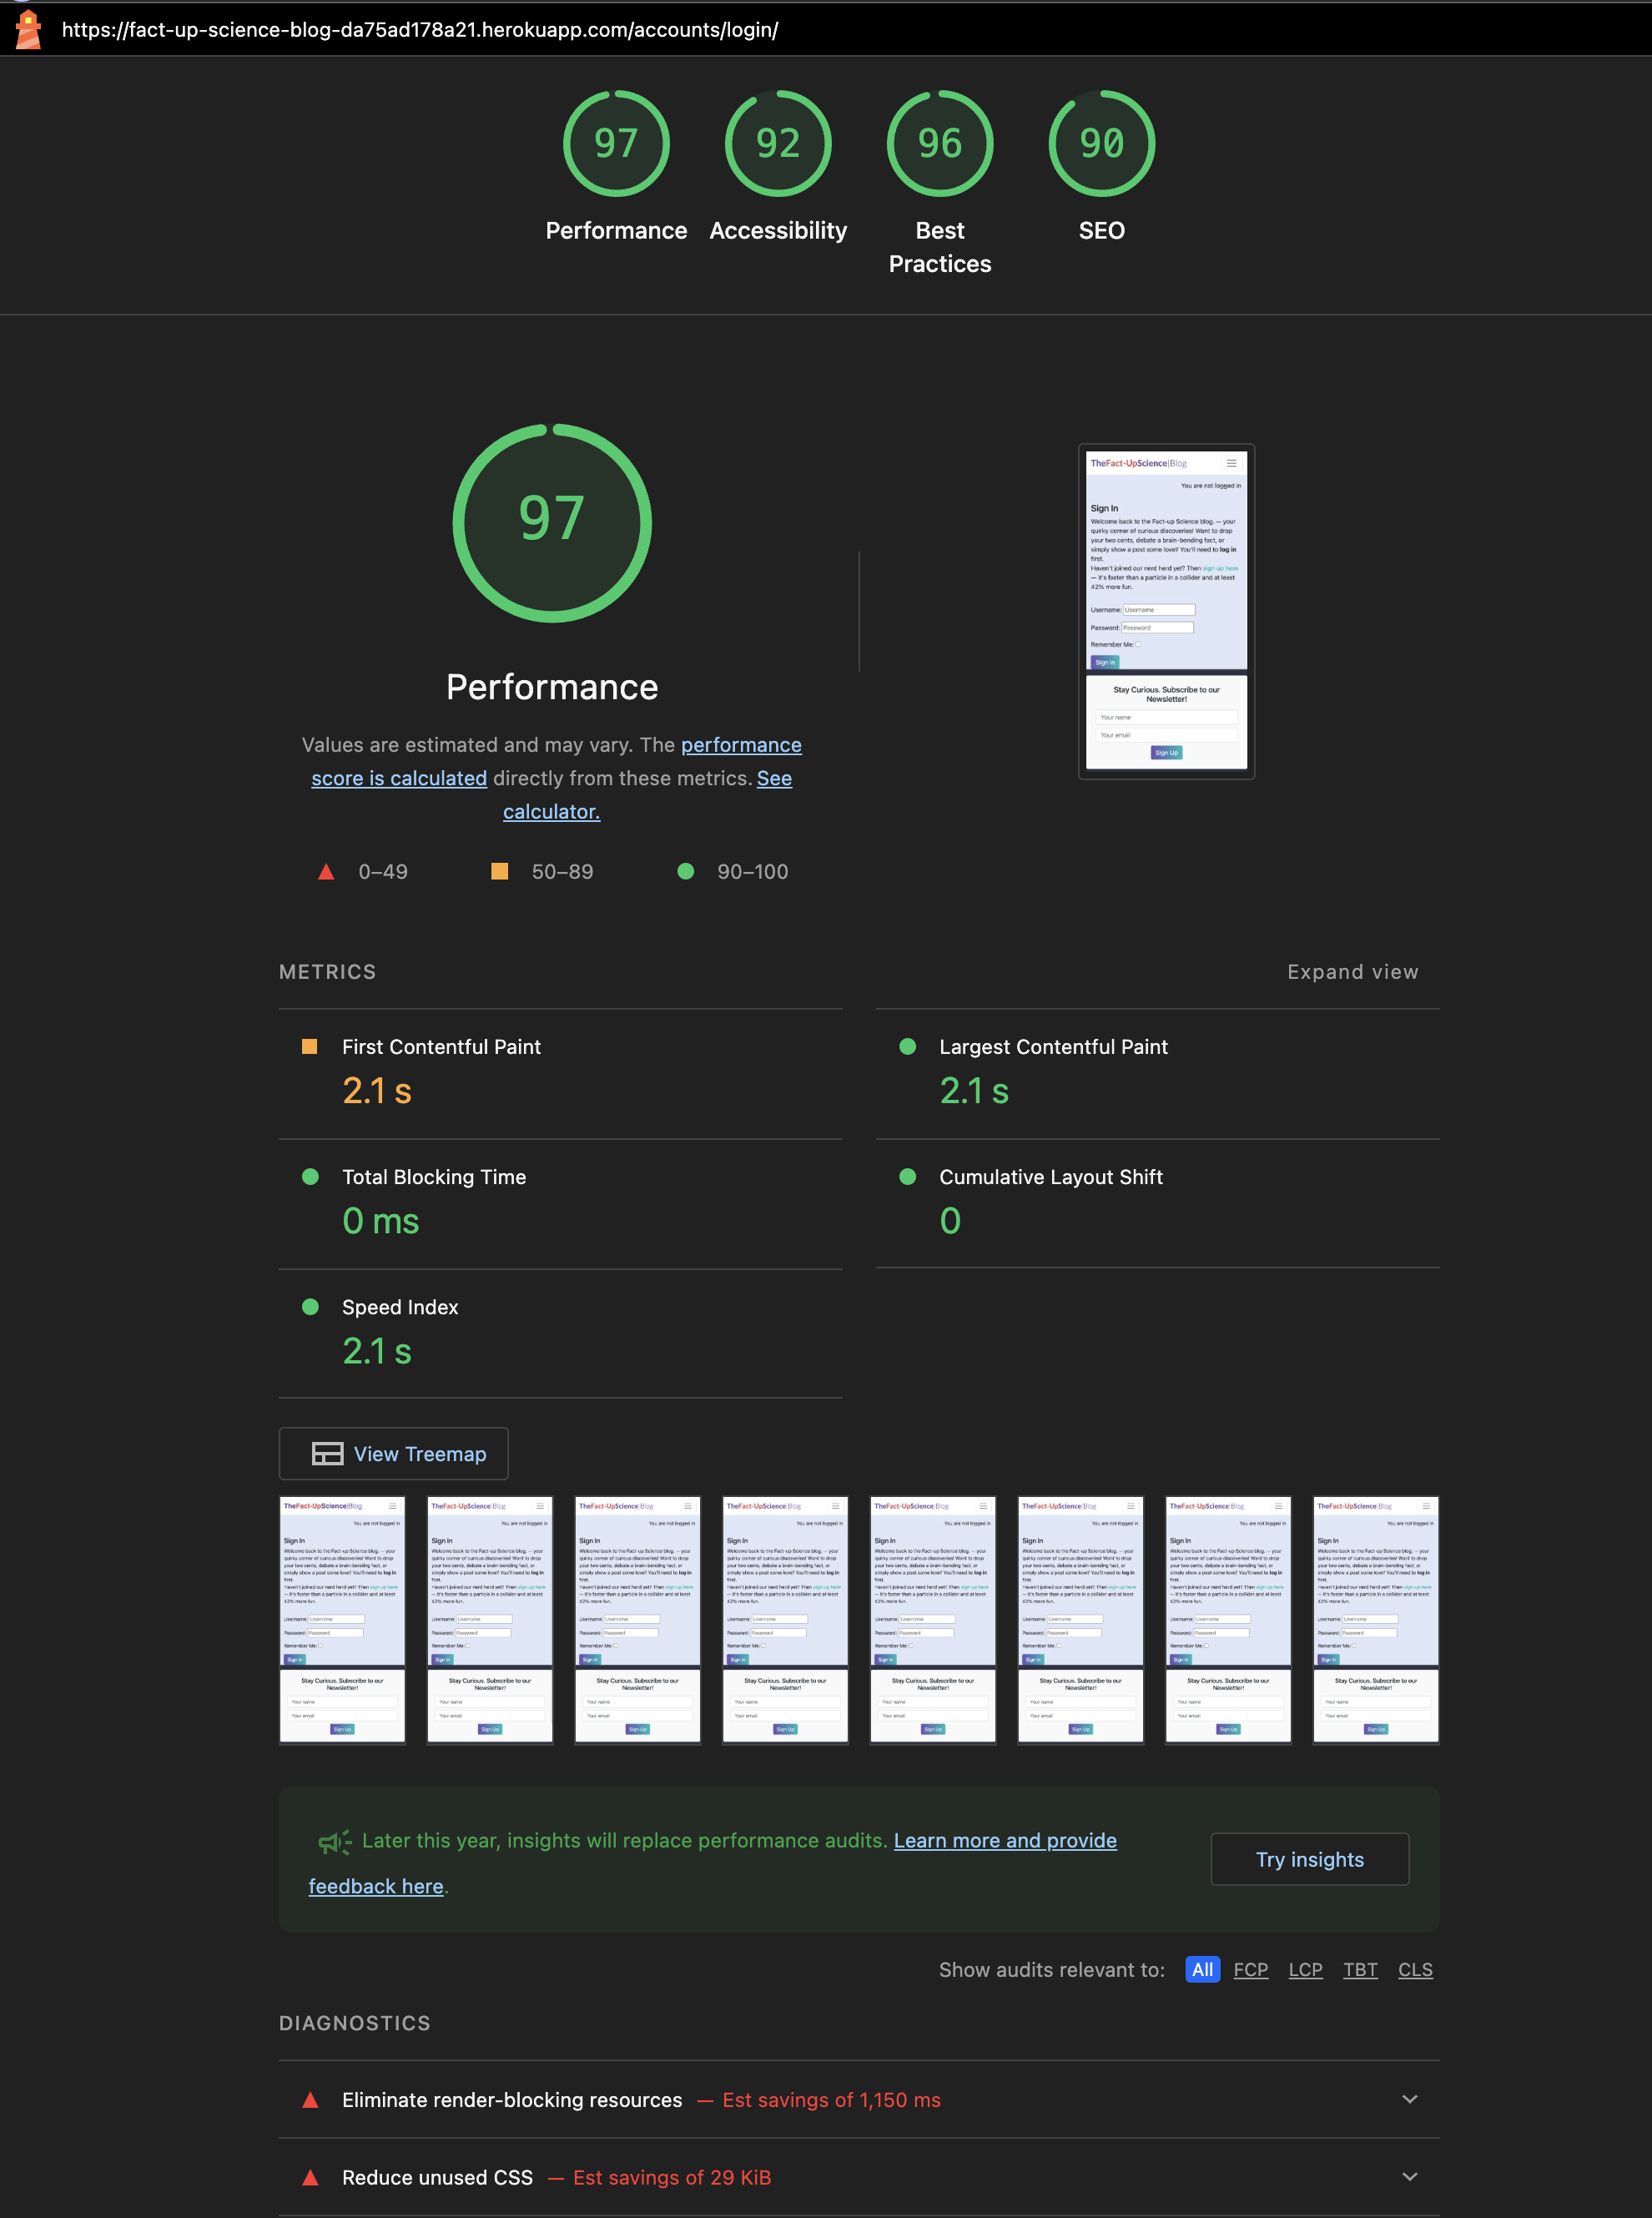 https://fact-up-science-blog-da75ad178a21.herokuapp.com/accounts/login/
97
92
96
90
Performance
Accessibility
Best
Practices
SEO
97
Performance
Values are estimated and may vary. The performance
score is calculated directly from these metrics. See
calculator.
0–49
50–89
90–100
TheFact-UpScience|Blog
You are not logged in
Sign In
Welcome back to the Fact-up Science blog. — your
quirky corner of curious discoveries! Want to drop
your two cents, debate a brain-bending fact, or
simply show a post some love? You'll need to log in
first.
Haven't joined our nerd herd yet? Then sign up here
— it's faster than a particle in a collider and at least
42% more fun.
Username: Username
Password: Password
Remember Me:
Sign In
Stay Curious. Subscribe to our
Newsletter!
Your name
Your email
Sign Up
METRICS
Expand view
First Contentful Paint
2.1 s
Largest Contentful Paint
2.1 s
Total Blocking Time
0 ms
Cumulative Layout Shift
0
Speed Index
2.1 s
View Treemap
Later this year, insights will replace performance audits. Learn more and provide
feedback here.
Try insights
Show audits relevant to: All FCP LCP TBT CLS
DIAGNOSTICS
Eliminate render-blocking resources — Est savings of 1,150 ms
Reduce unused CSS — Est savings of 29 KiB